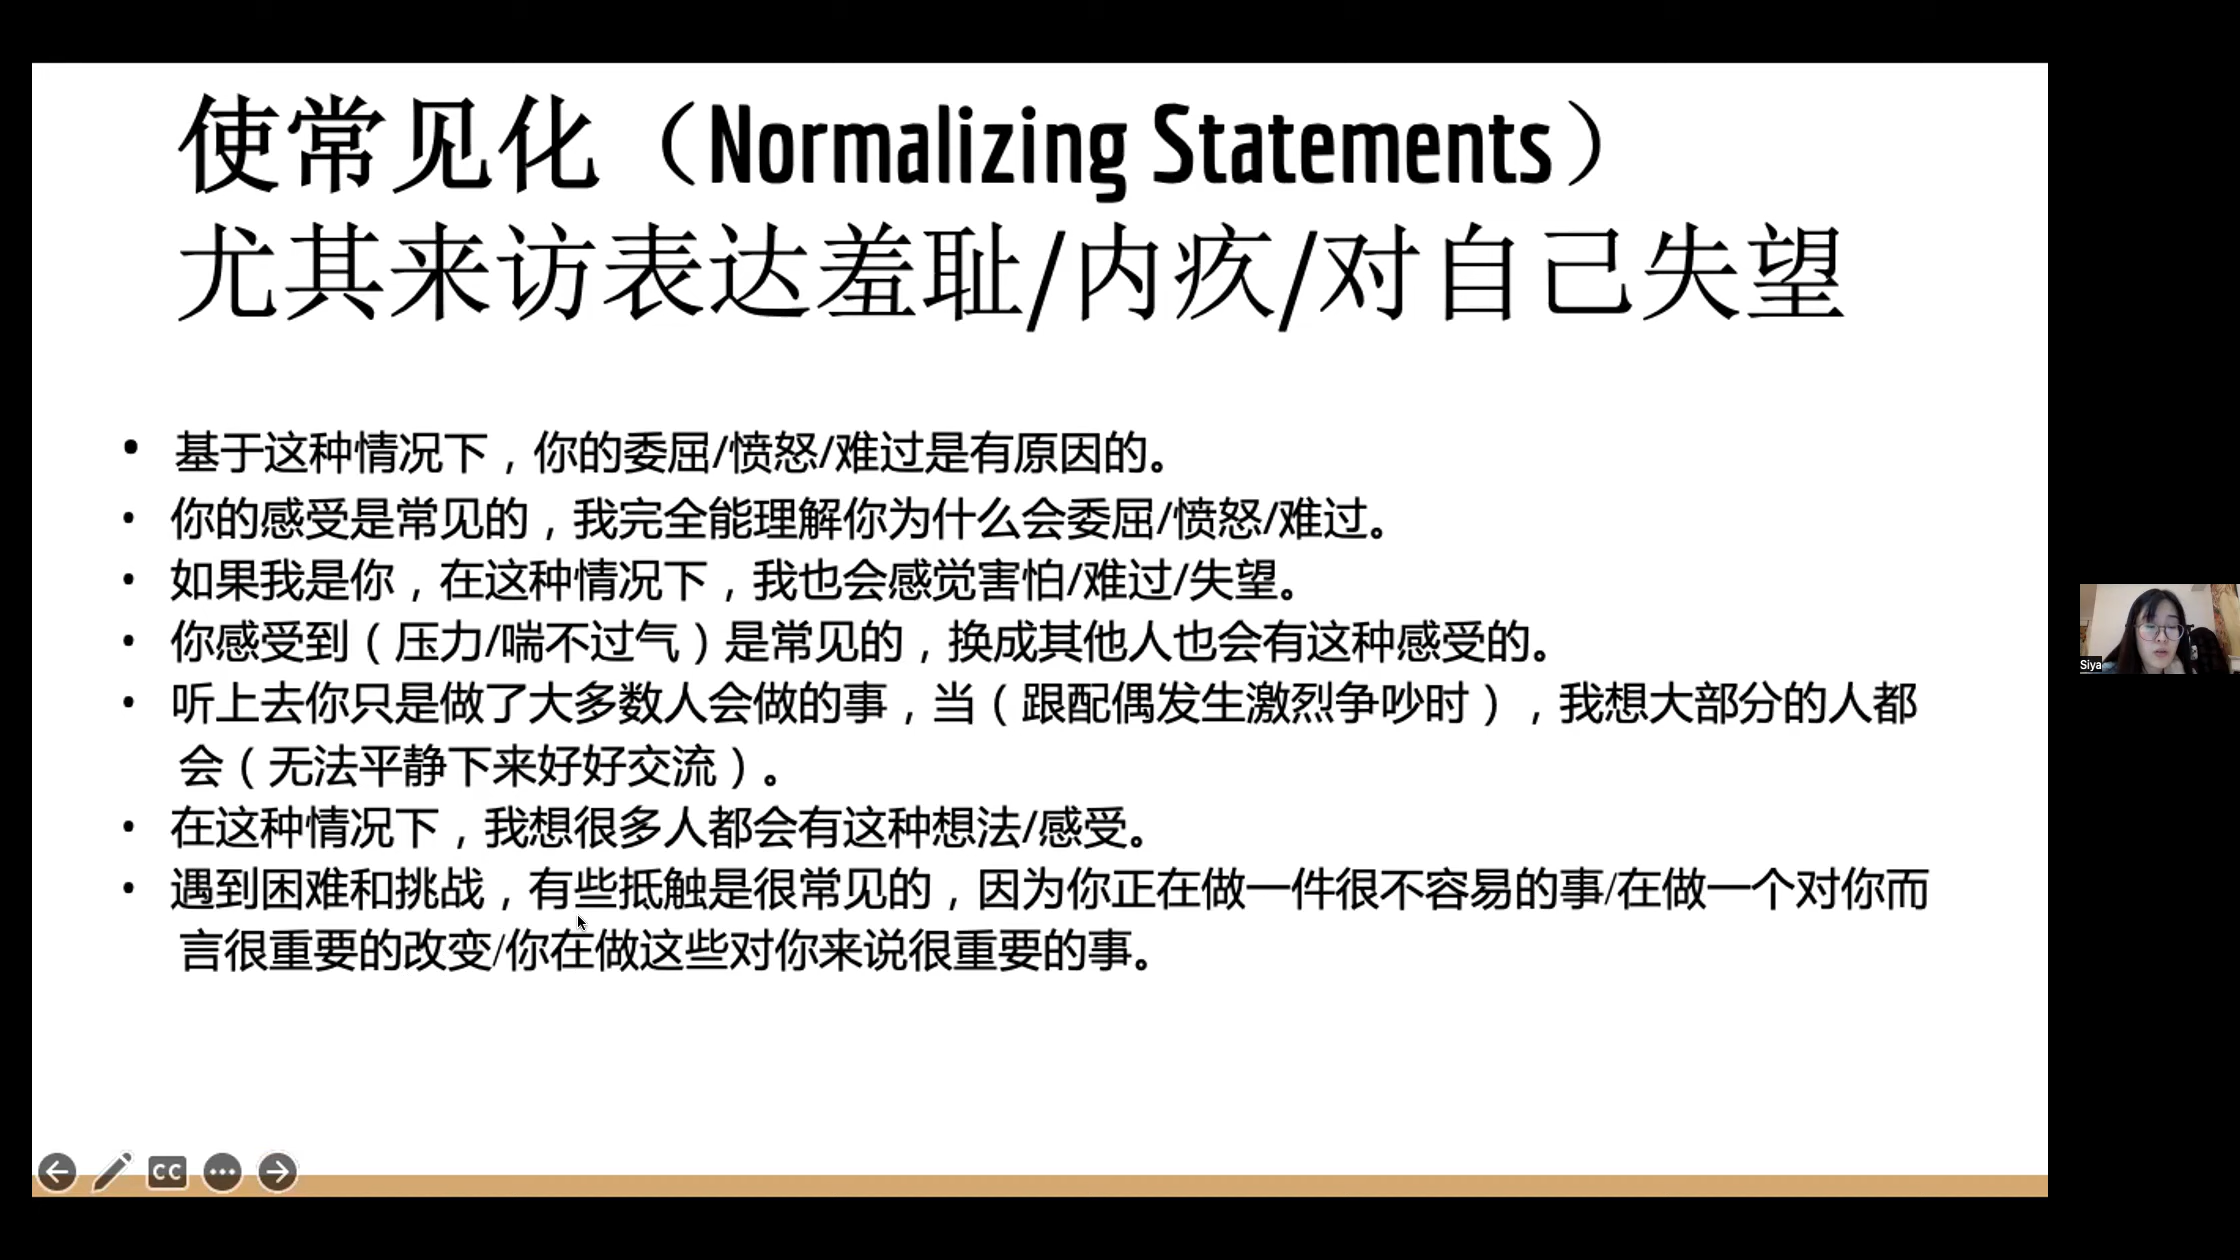 使常见化（Normalizing Statements）
尤其来访表达羞耻/内疚/对自己失望
• 基于这种情况下，你的委屈/愤怒/难过是有原因的。
• 你的感受是常见的，我完全能理解你为什么会委屈/愤怒/难过。
• 如果我是你，在这种情况下，我也会感觉害怕/难过/失望。
• 你感受到（压力/喘不过气）是常见的，换成其他人也会有这种感受的。
• 听上去你只是做了大多数人会做的事，当（跟配偶发生激烈争吵时），我想大部分的人都
会（无法平静下来好好交流）。
• 在这种情况下，我想很多人都会有这种想法/感受。
• 遇到困难和挑战，有些抵触是很常见的，因为你正在做一件很不容易的事/在做一个对你而
言很重要的改变/你在做这些对你来说很重要的事。
Siya
CC